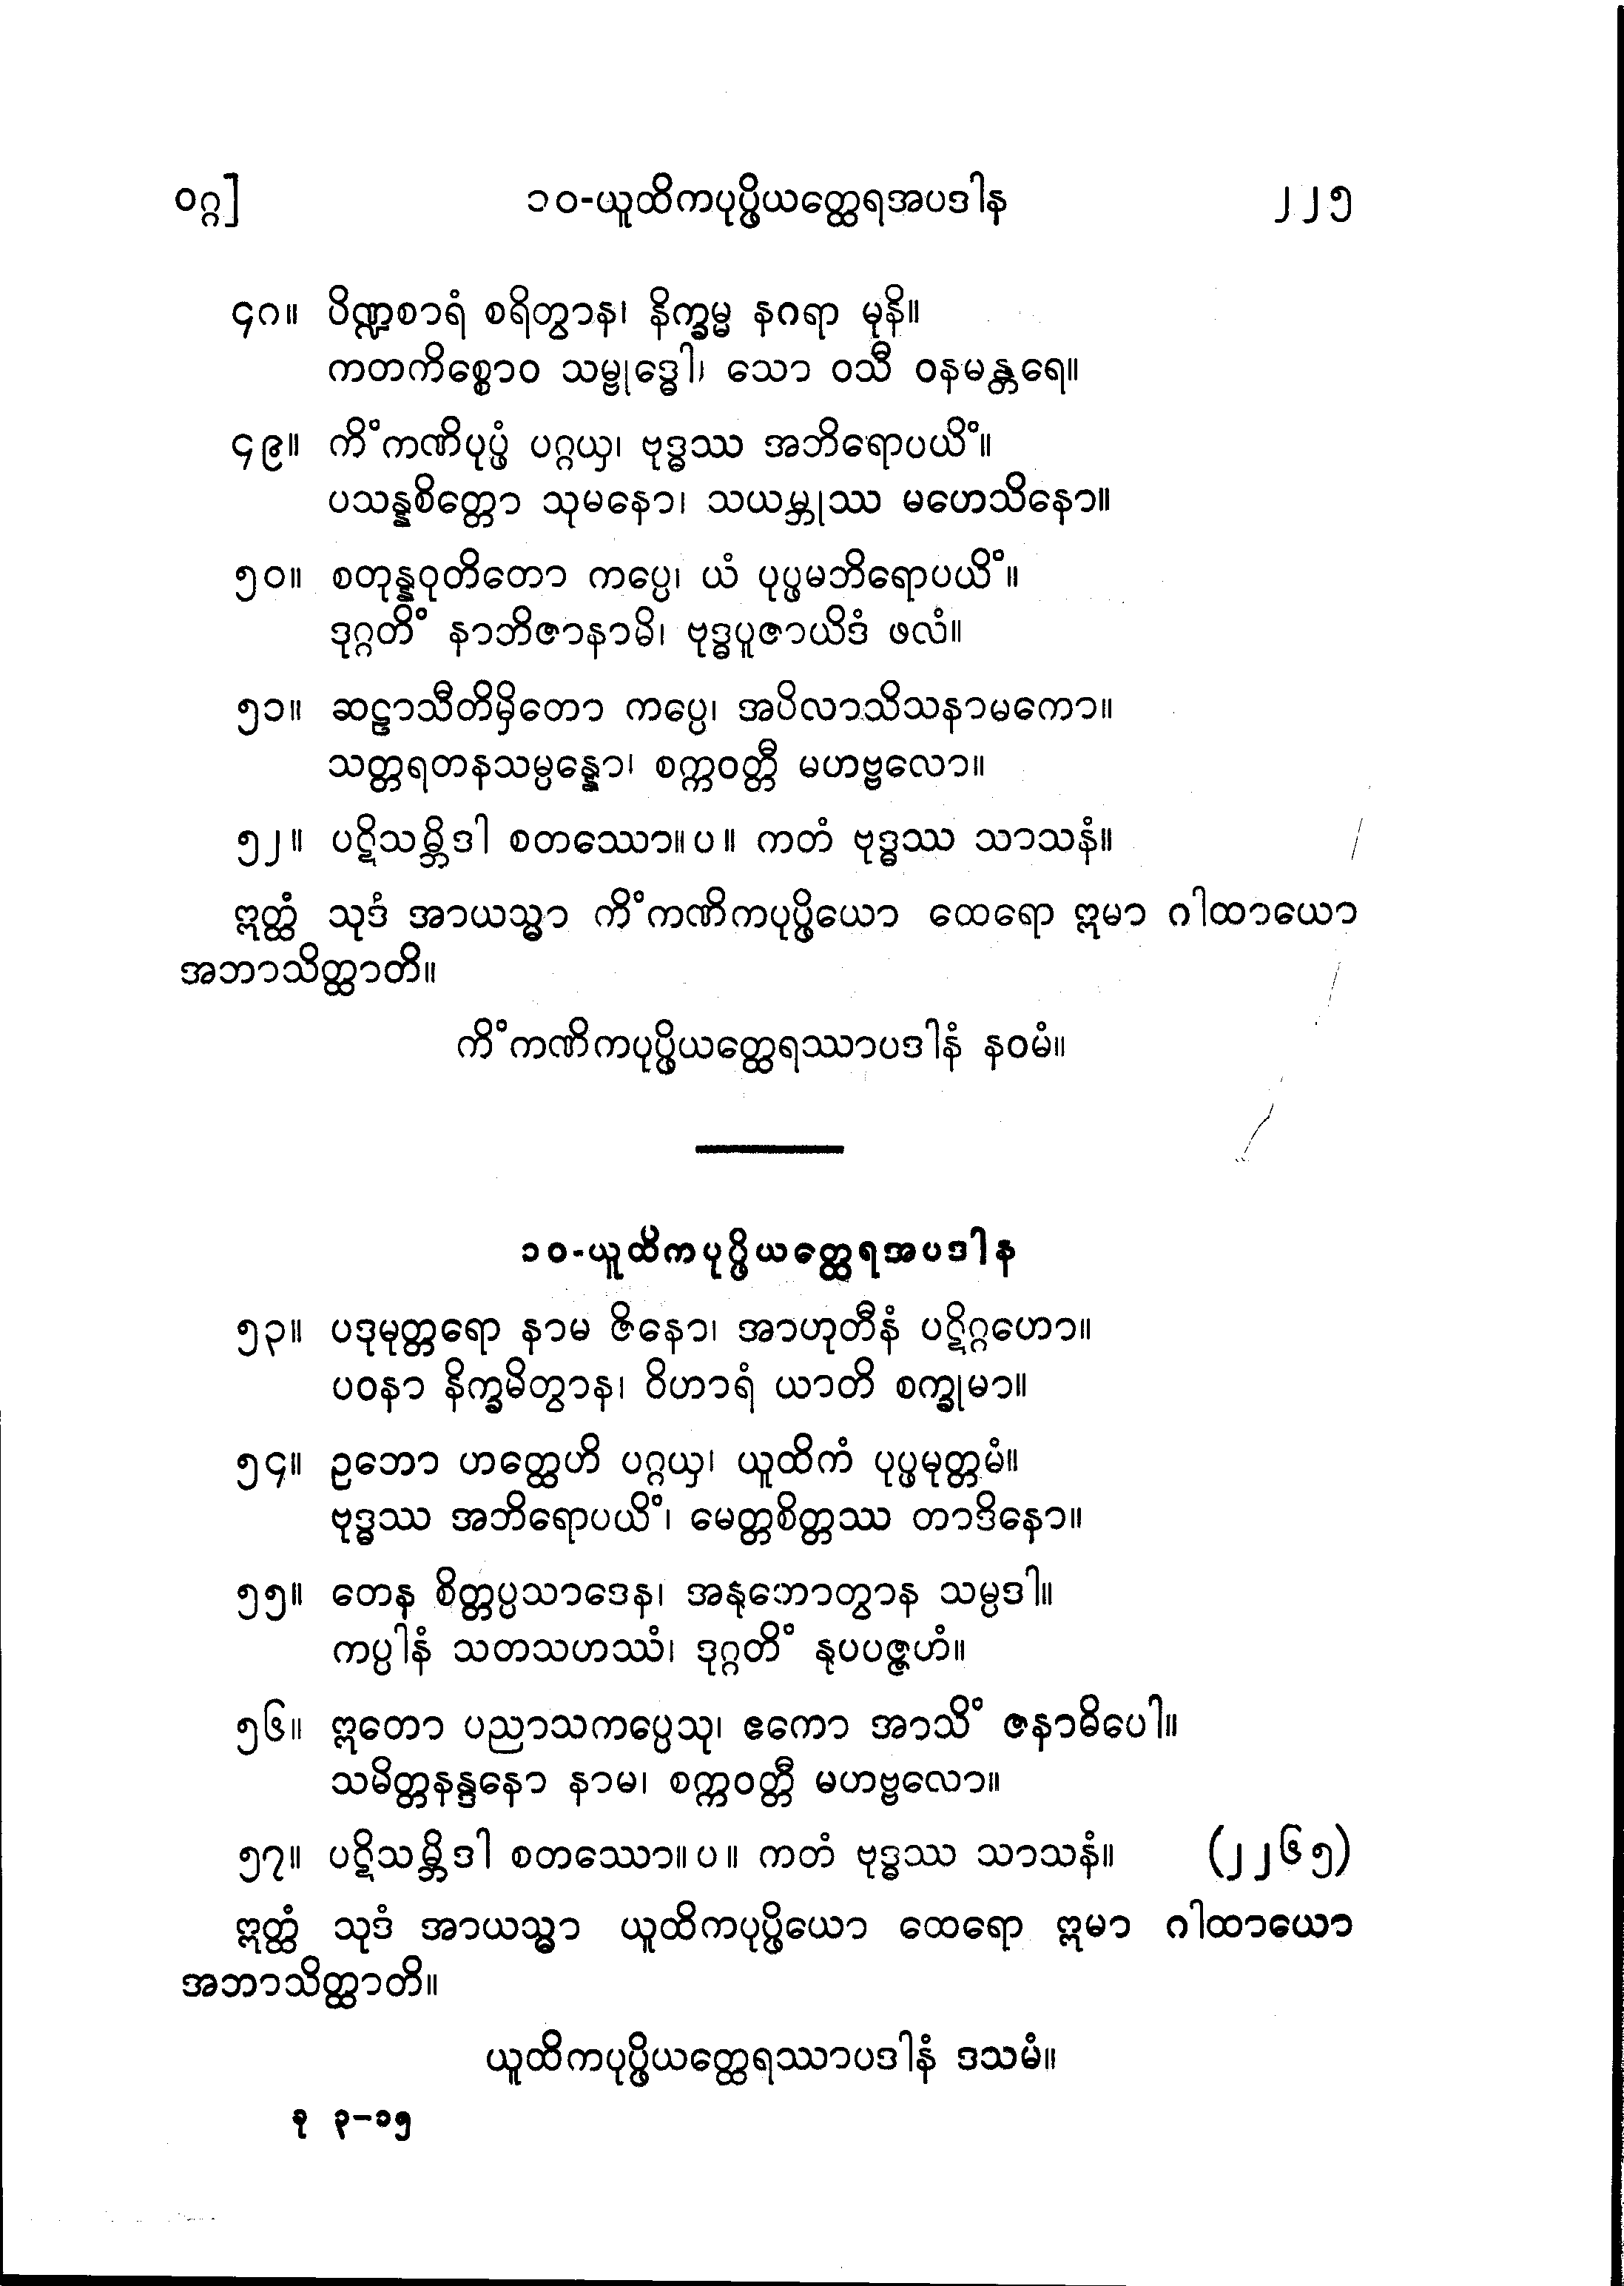 ဝဂ္ဂ] ၁၀-ယူထိကပုပ္ဖိယတ္ထေရအပဒါန ၂၂၅
၄ဂ။ ပိဏ္ဍစာရံ စရိတွာန၊ နိက္ခမ္မ နဂရာ မုနိ။
ကတကိစ္စောဝ သမ္ဗုဒ္ဓေါ၊ သော ဝသီ ဝနမန္တရေ။
၄၉။ ကိံကဏိပုပ္ဖံ ပဂ္ဂယှ၊ ဗုဒ္ဓဿ အဘိရောပယိံ။
ပသန္နစိတ္တော သုမနော၊ သယမ္ဘုဿ မဟေသိနော။
၅၀။ စတုန္နဝုတိတော ကပ္ပေ၊ ယံ ပုပ္ဖမဘိရောပယိံ။
ဒုဂ္ဂတိံ နာဘိဇာနာမိ၊ ဗုဒ္ဓပူဇာယိဒံ ဖလံ။
၅၁။ ဆဠာသီတိမှိတော ကပ္ပေ၊ အပိလာသိသနာမကော။
သတ္တရတနသမ္ပန္နော၊ စက္ကဝတ္တီ မဟဗ္ဗလော။
၅၂။ ပဋိသမ္ဘိဒါ စတဿော။ပ။ ကတံ ဗုဒ္ဓဿ သာသနံ။
ဣတ္ထံ သုဒံ အာယသ္မာ ကိံကဏိကပုပ္ဖိယော ထေရော ဣမာ ဂါထာယော
အဘာသိတ္ထာတိ။
ကိံကဏိကပုပ္ဖိယတ္ထေရဿာပဒါနံ နဝမံ။
၁၀-ယူထိကပုပ္ဖိယတ္ထေရအပဒါန
၅၃။ ပဒုမုတ္တရော နာမ ဇိနော၊ အာဟုတီနံ ပဋိဂ္ဂဟော။
ပဝနာ နိက္ခမိတွာန၊ ဝိဟာရံ ယာတိ စက္ခုမာ။
၅၄။ ဥဘော ဟတ္ထေဟိ ပဂ္ဂယှ၊ ယူထိကံ ပုပ္ဖမုတ္တမံ။
ဗုဒ္ဓဿ အဘိရောပယိံ၊ မေတ္တစိတ္တဿ တာဒိနော။
၅၅။ တေန စိတ္တပ္ပသာဒေန၊ အနုဘောတွာန သမ္ပဒါ။
ကပ္ပါနံ သတသဟဿံ၊ ဒုဂ္ဂတိံ နုပပဇ္ဇဟံ။
၅၆။ ဣတော ပညာသကပ္ပေသု၊ ဧကော အာသိံ ဇနာဓိပေါ။
သမိတ္တနန္ဒနော နာမ၊ စက္ကဝတ္တီ မဟဗ္ဗလော။
၅၇။ ပဋိသမ္ဘိဒါ စတဿော။ပ။ ကတံ ဗုဒ္ဓဿ သာသနံ။ (၂၂၆၅)
ဣတ္ထံ သုဒံ အာယသ္မာ ယူထိကပုပ္ဖိယော ထေရော ဣမာ ဂါထာယော
အဘာသိတ္ထာတိ။
ယူထိကပုပ္ဖိယတ္ထေရဿာပဒါနံ ဒသမံ။
ခု ၃-၁၅